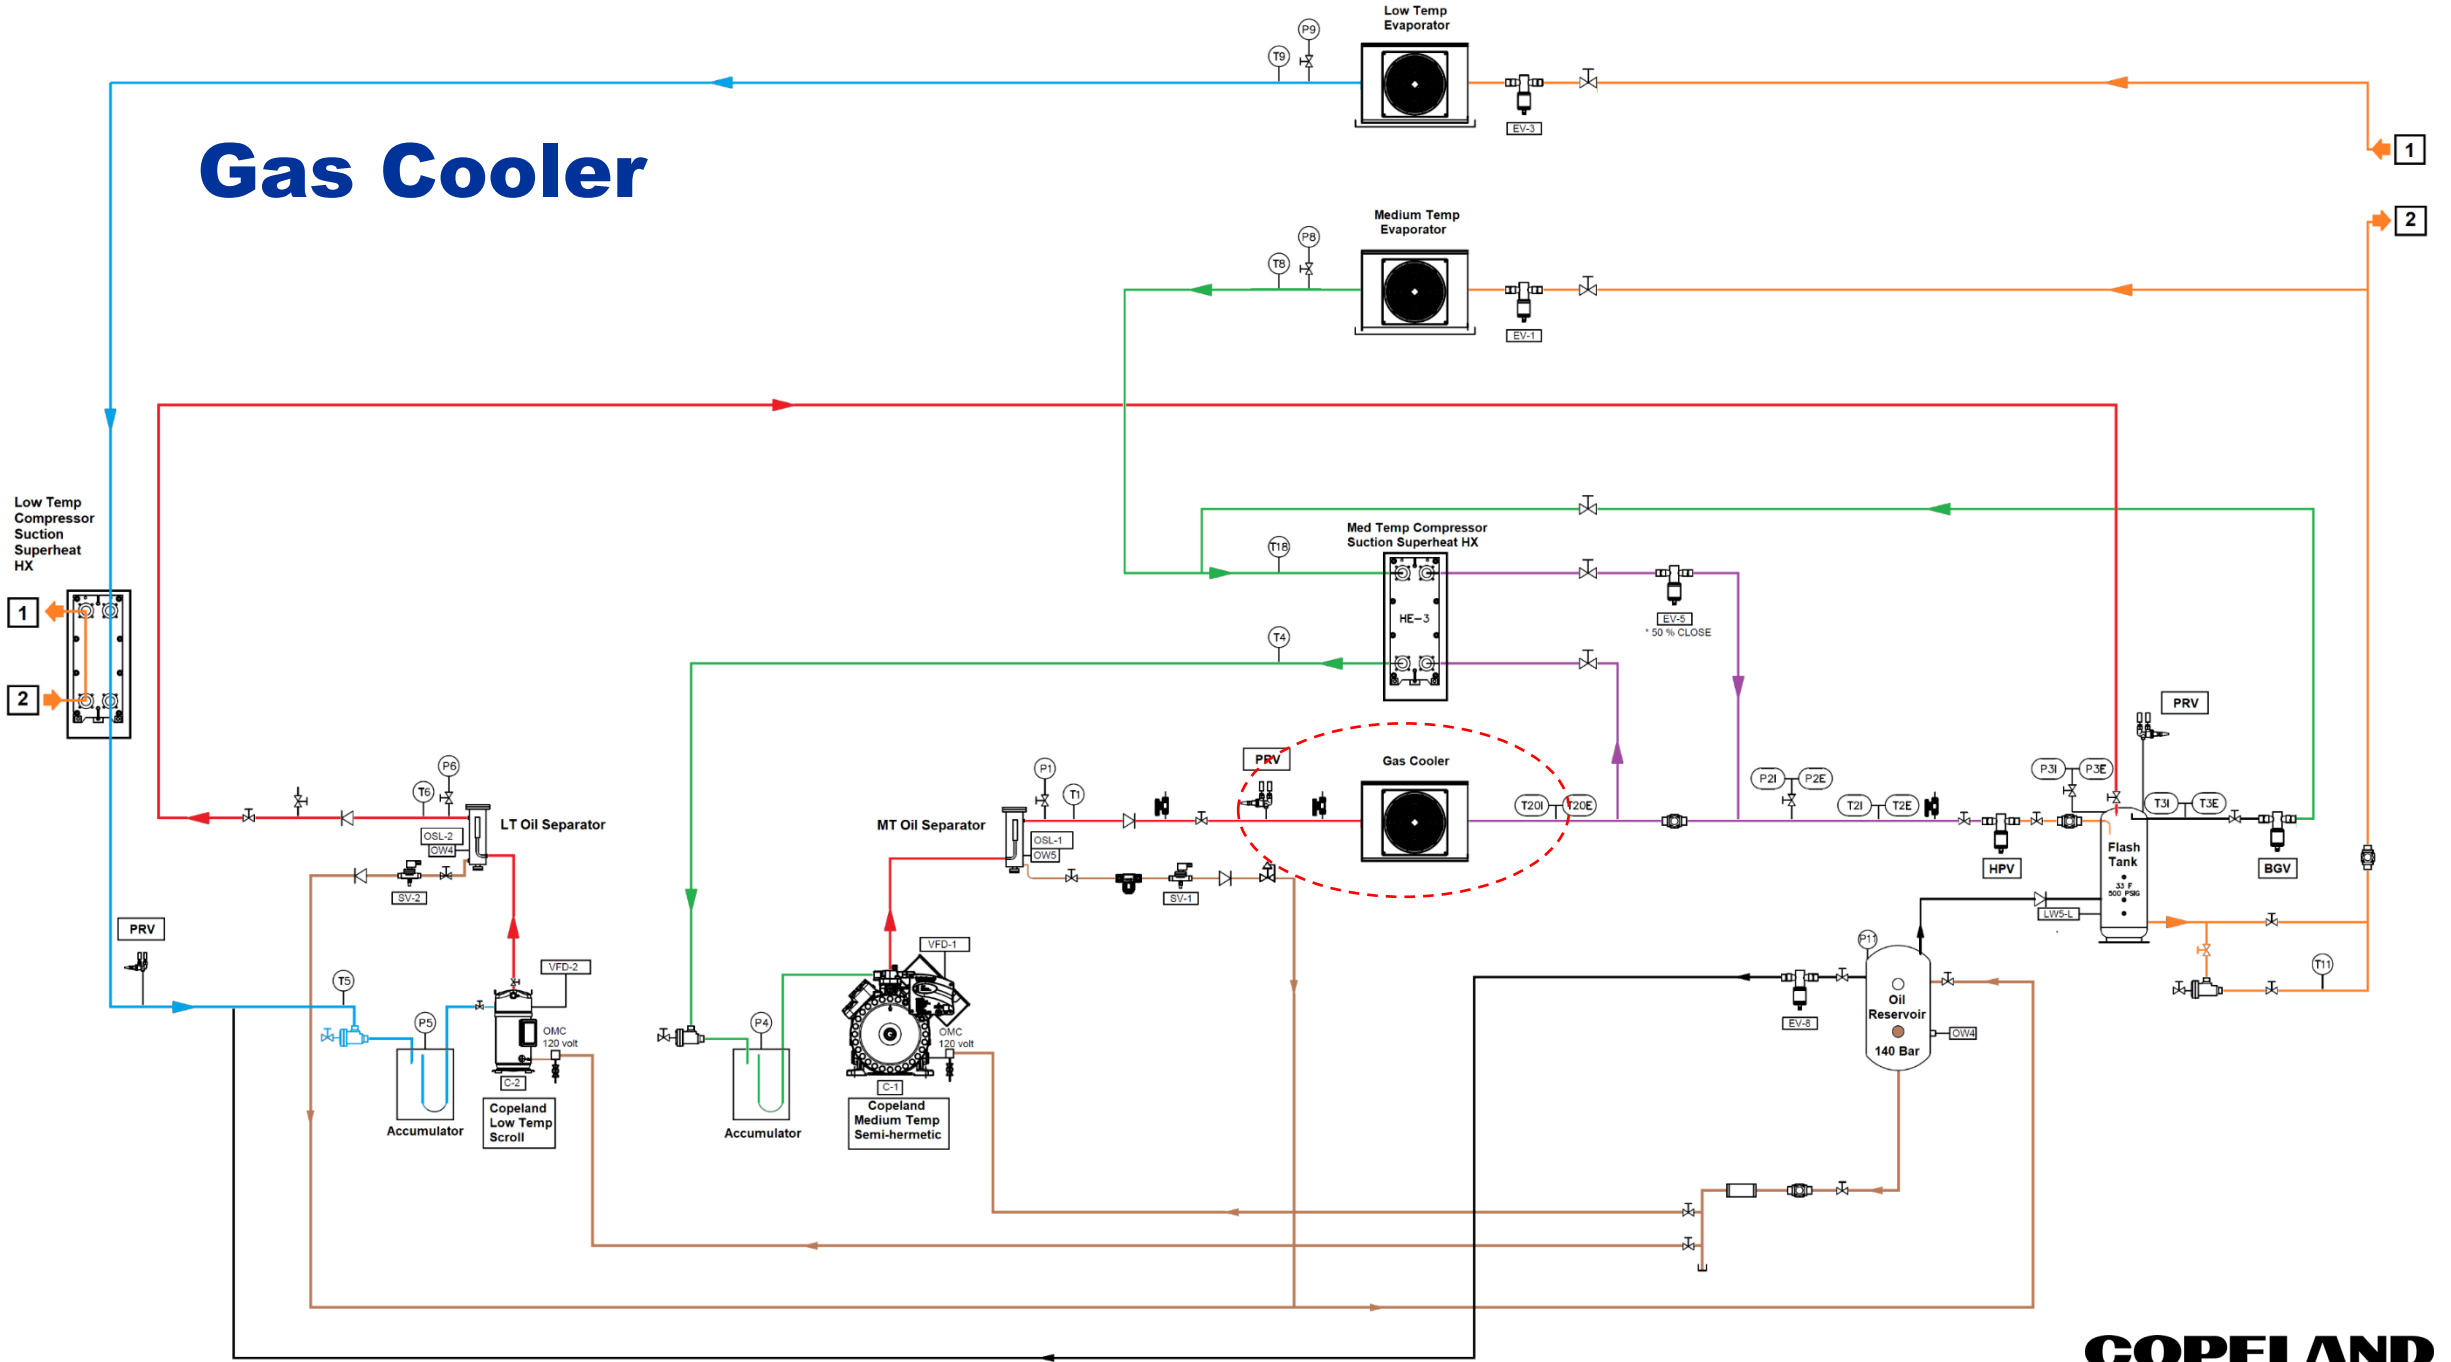 Low Temp
Evaporator
P9
T9
EV-3
1
Gas Cooler
2
Medium Temp
Evaporator
P8
T8
EV-1
Low Temp
Compressor
Suction
Superheat
HX
1
2
Med Temp Compressor
Suction Superheat HX
T18
HE-3
EV-5
* 50 % CLOSE
T4
PRV
P6
T6
LT Oil Separator
OSL-2
OW4
SV-2
P1
T1
MT Oil Separator
OSL-1
OW5
SV-1
PRV
Gas Cooler
T20I
T20E
P2I
P2E
T2I
T2E
HPV
P3I
P3E
T3I
T3E
BGV
Flash
Tank
33 F
500 PSIG
LW5-L
PRV
T5
P5
VFD-2
OMC
120 volt
C-2
Accumulator
Copeland
Low Temp
Scroll
P4
VFD-1
OMC
120 volt
C-1
Accumulator
Copeland
Medium Temp
Semi-hermetic
P11
EV-8
Oil
Reservoir
140 Bar
OW4
T11
COPELAND